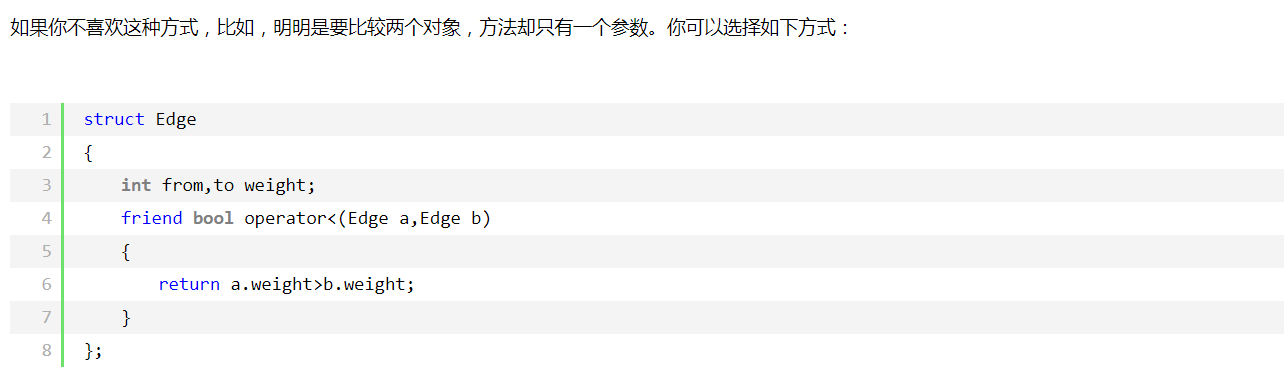 如果你不喜欢这种方式，比如，明明是要比较两个对象，方法却只有一个参数。你可以选择如下方式：
1 struct Edge
2 {
3 int from,to weight;
4 friend bool operator<(Edge a,Edge b)
5 {
6 return a.weight>b.weight;
7 }
8 };